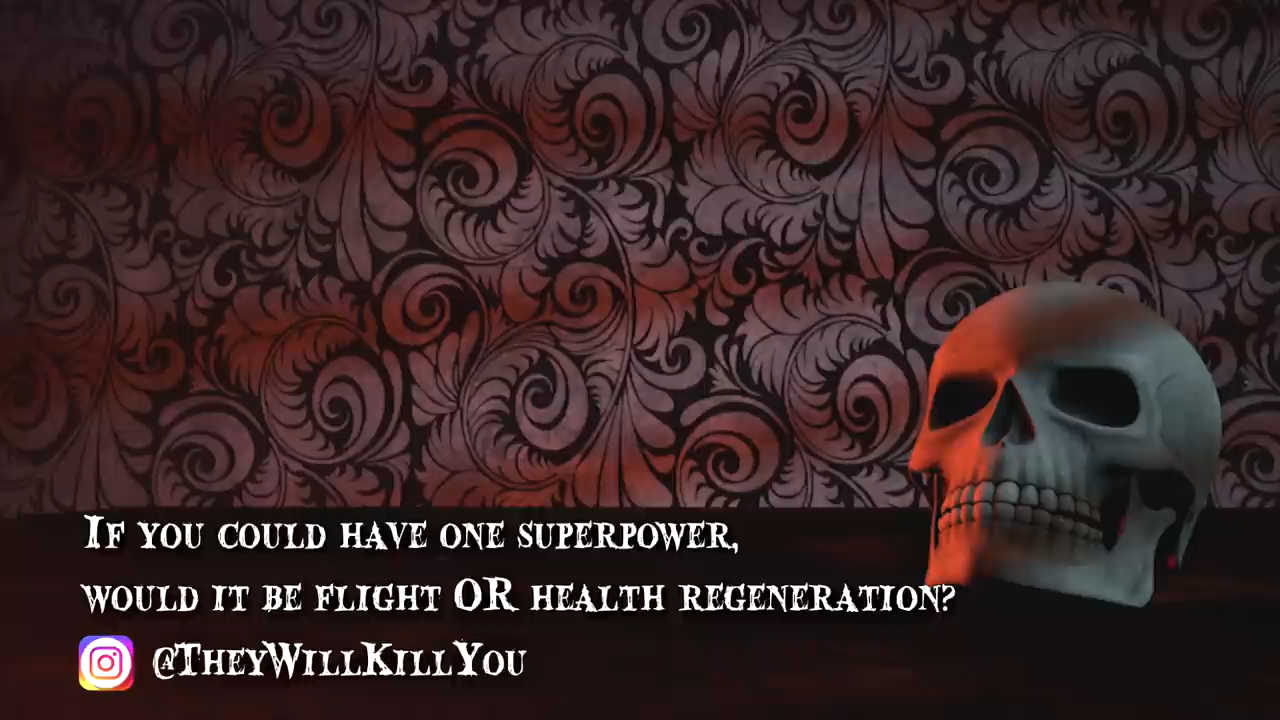 If you could have one superpower,
would it be flight OR health regeneration?
@TheyWillKillYou